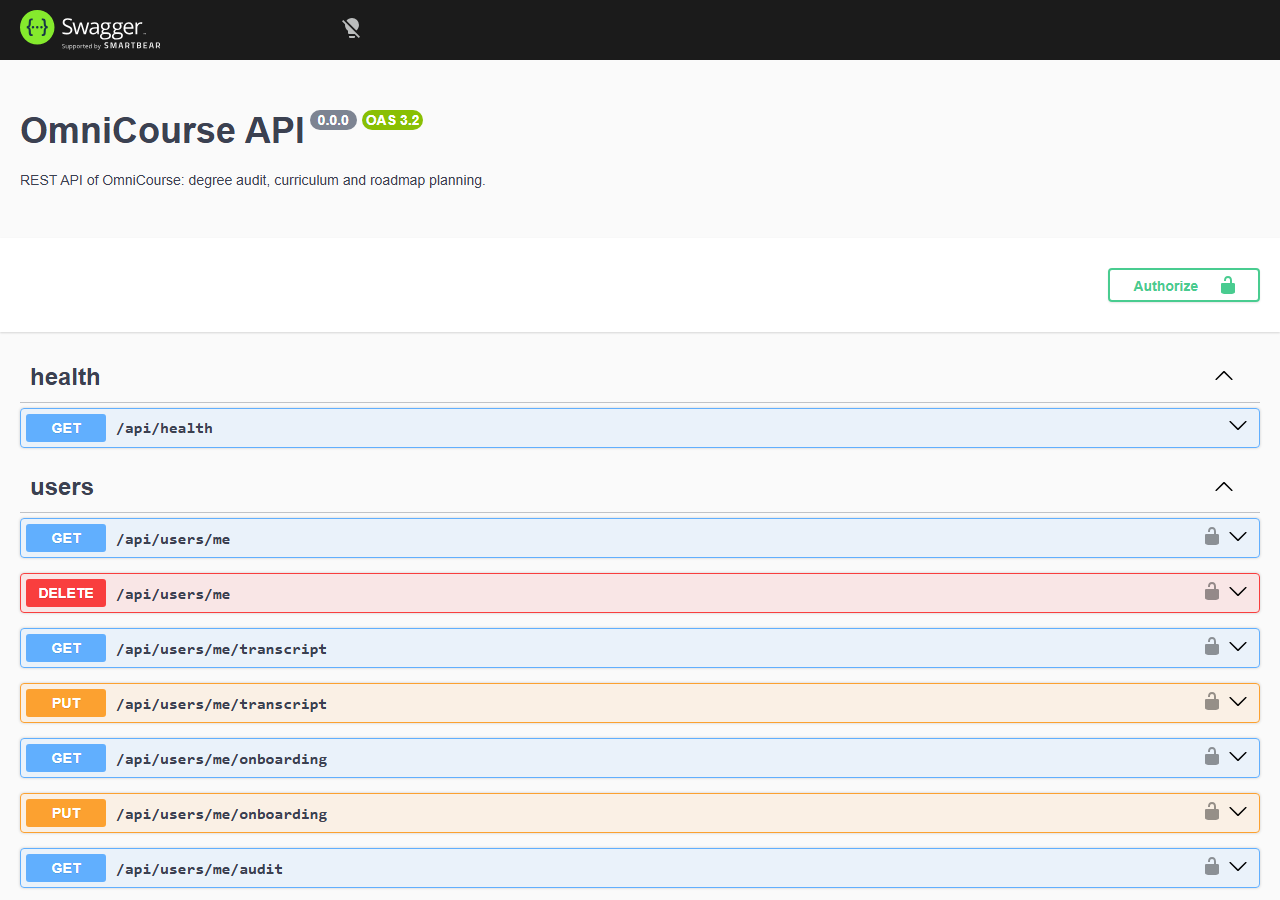 Swagger
Supported by SMARTBEAR
OmniCourse API 0.0.0 OAS 3.2
REST API of OmniCourse: degree audit, curriculum and roadmap planning.
Authorize
health
GET /api/health
users
GET /api/users/me
DELETE /api/users/me
GET /api/users/me/transcript
PUT /api/users/me/transcript
GET /api/users/me/onboarding
PUT /api/users/me/onboarding
GET /api/users/me/audit